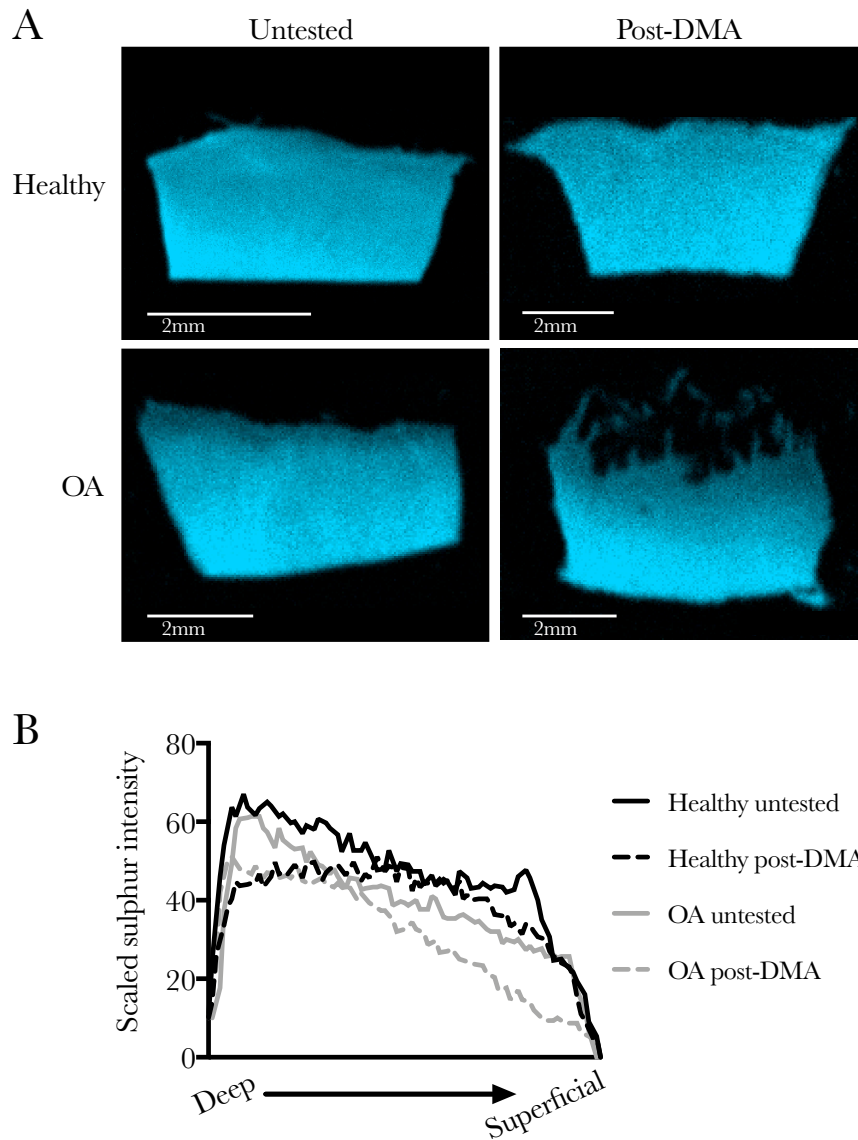 A
Untested
Post-DMA
Healthy
2mm
2mm
OA
2mm
2mm
B
Scaled sulphur intensity
80
60
40
20
0
Deep
Superficial
Healthy untested
Healthy post-DMA
OA untested
OA post-DMA